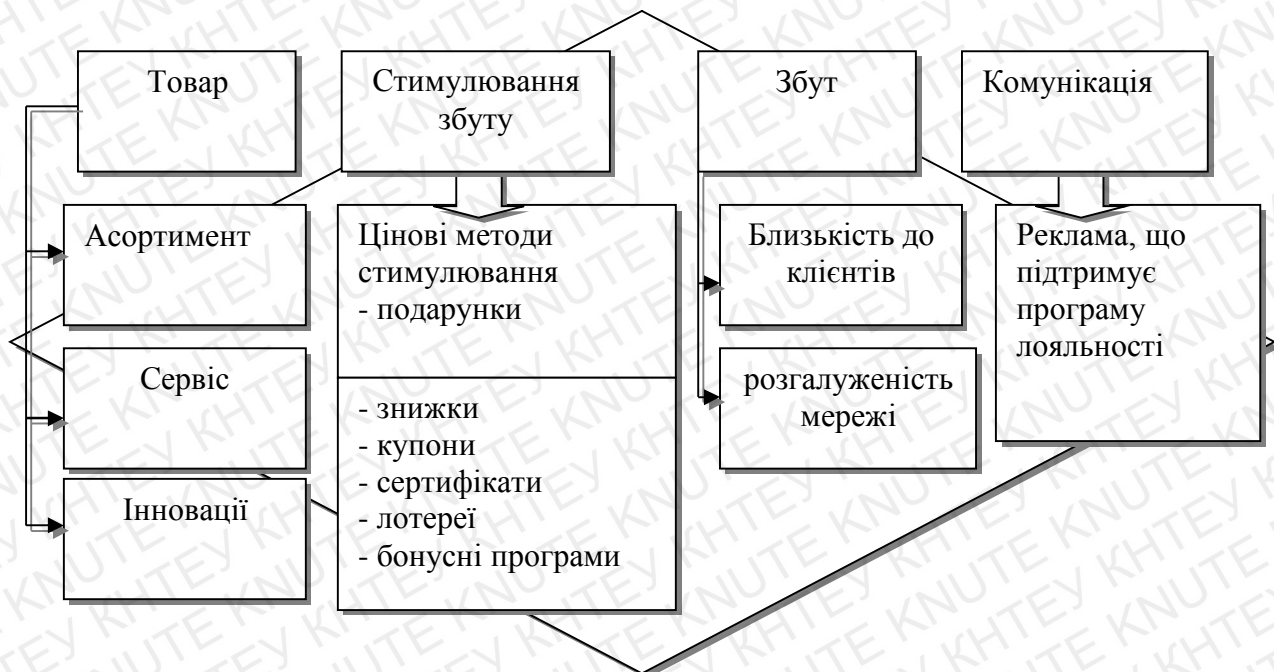 Товар
Стимулювання
збуту
Збут
Комунікація
Асортимент
Сервіс
Інновації
Цінові методи
стимулювання
- подарунки
- знижки
- купони
- сертифікати
- лотереї
- бонусні програми
Близькість до
клієнтів
розгалуженість
мережі
Реклама, що
підтримує
програму
лояльності